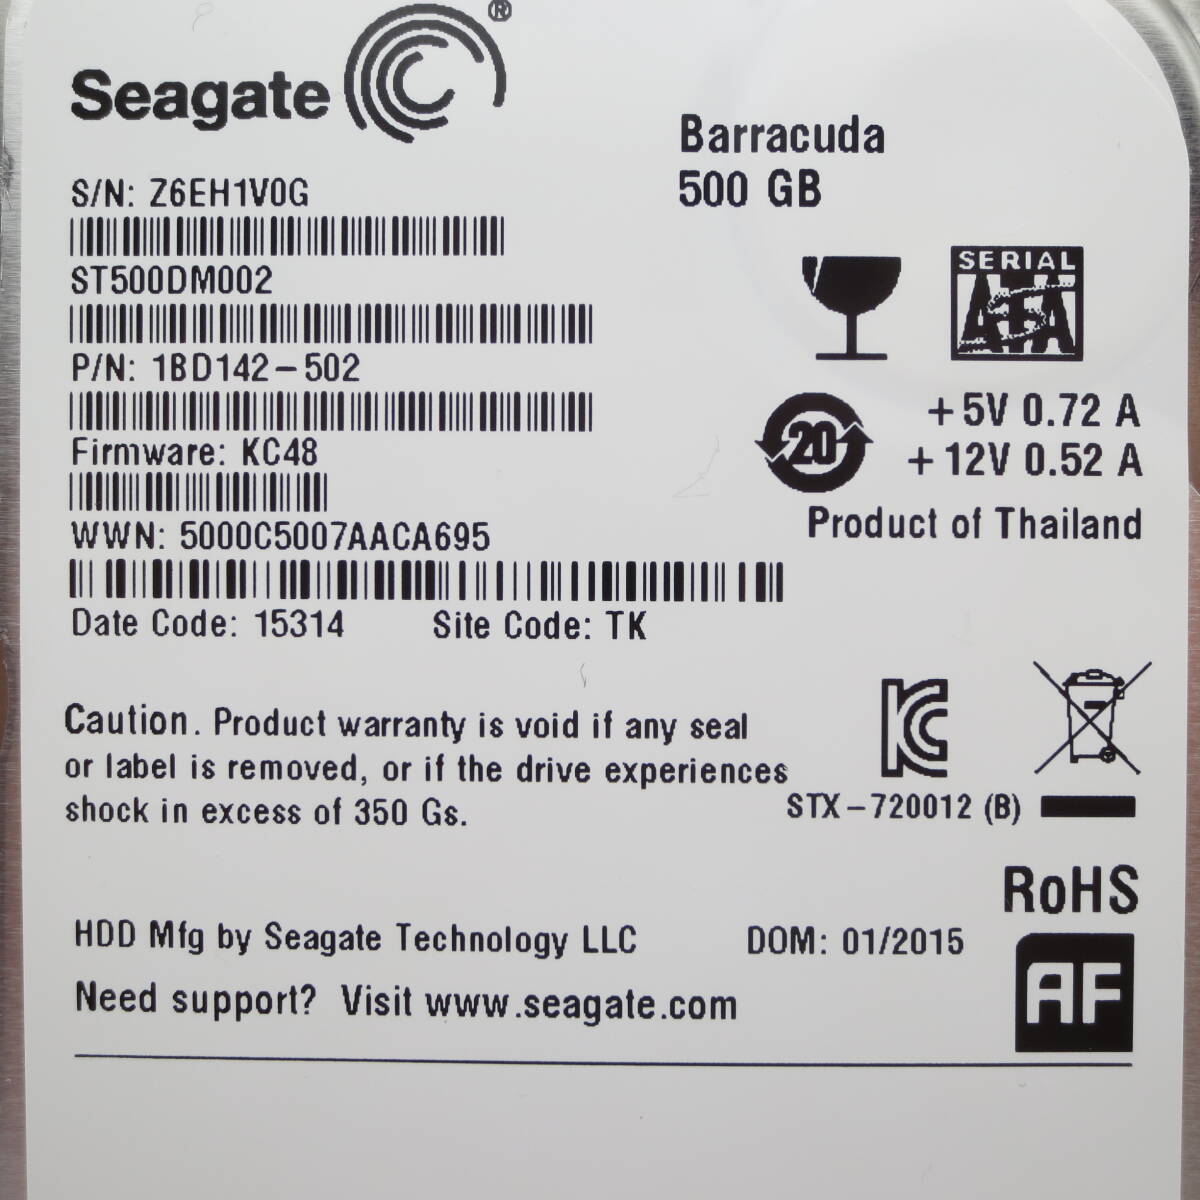 Seagate ®
Barracuda
500 GB
S/N: Z6EH1V0G
ST500DM002
P/N: 1BD142-502
Firmware: KC48
WWN: 5000C5007AACA695
Date Code: 15314 Site Code: TK
SERIAL
ATA
20
+5V 0.72 A
+12V 0.52 A
Product of Thailand
Caution. Product warranty is void if any seal
or label is removed, or if the drive experiences
shock in excess of 350 Gs.
KC
STX-720012 (B)
RoHS
HDD Mfg by Seagate Technology LLC
DOM: 01/2015
Need support? Visit www.seagate.com
AF